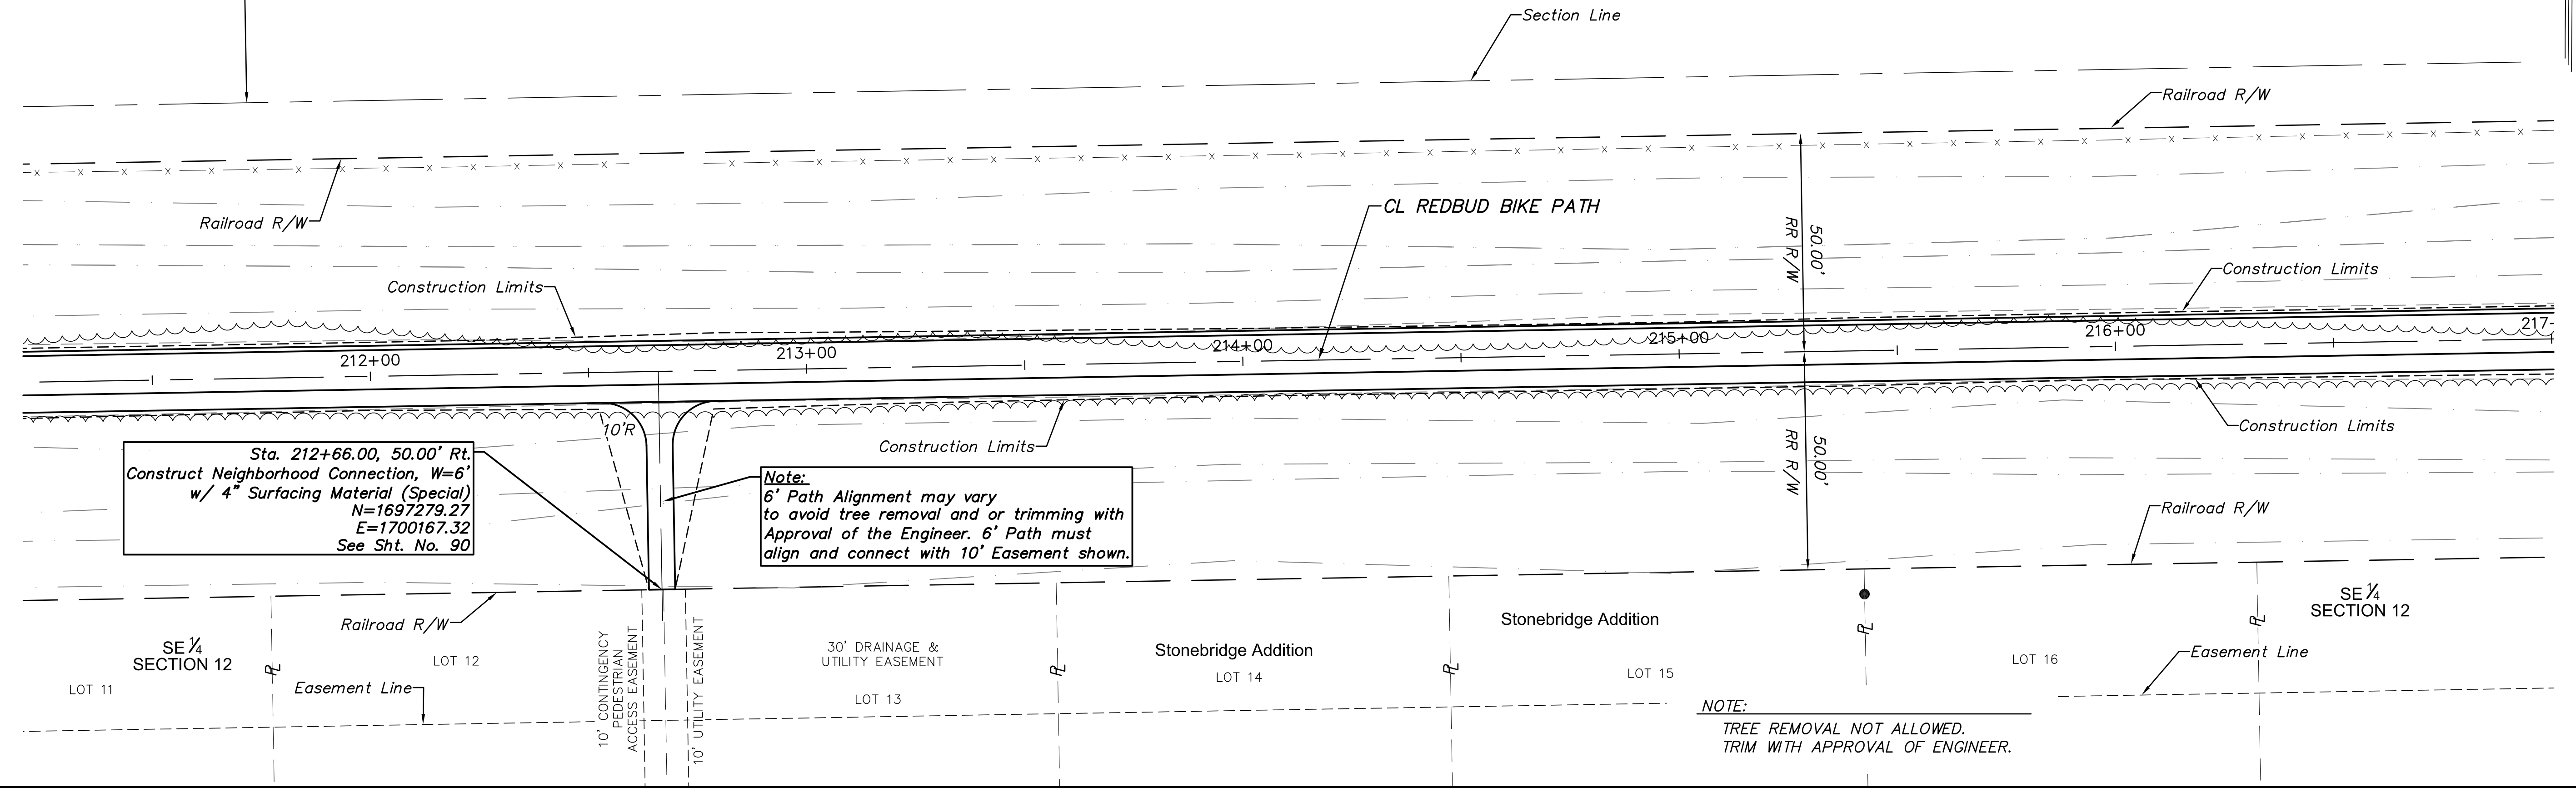 Section Line
Railroad R/W
Railroad R/W
CL REDBUD BIKE PATH
50.00'
RR R/W
Construction Limits
Construction Limits
212+00
213+00
214+00
215+00
216+00
217-
10'R
Construction Limits
Construction Limits
50.00'
RR R/W
Sta. 212+66.00, 50.00' Rt.
Construct Neighborhood Connection, W=6'
w/ 4" Surfacing Material (Special)
N=1697279.27
E=1700167.32
See Sht. No. 90
Note:
6' Path Alignment may vary
to avoid tree removal and or trimming with
Approval of the Engineer. 6' Path must
align and connect with 10' Easement shown.
Railroad R/W
Railroad R/W
SE 1/4
SECTION 12
LOT 11
PL
LOT 12
Easement Line
10' CONTINGENCY
PEDESTRIAN
ACCESS EASEMENT
10' UTILITY EASEMENT
30' DRAINAGE &
UTILITY EASEMENT
LOT 13
PL
Stonebridge Addition
LOT 14
PL
Stonebridge Addition
LOT 15
PL
LOT 16
PL
SE 1/4
SECTION 12
Easement Line
NOTE:
TREE REMOVAL NOT ALLOWED.
TRIM WITH APPROVAL OF ENGINEER.